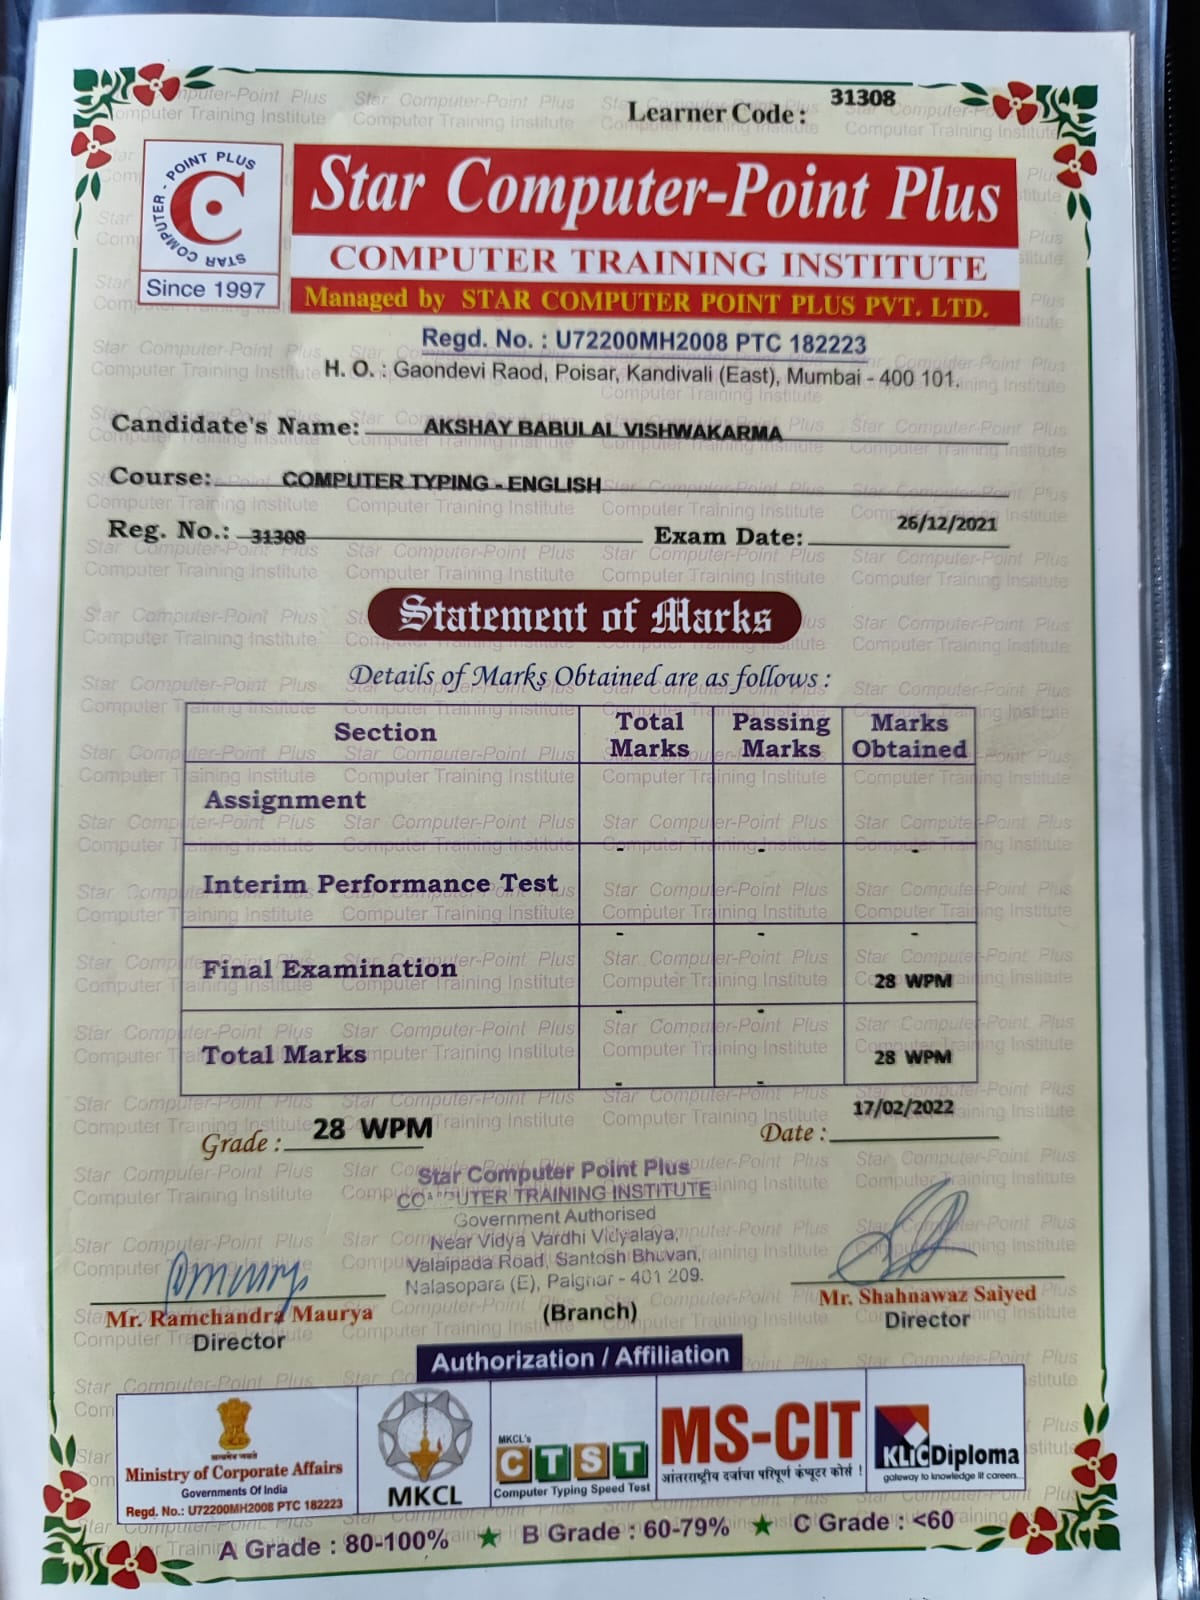 Learner Code : 31308
COMPUTER - POINT PLUS
STAR
Since 1997
Star Computer-Point Plus
COMPUTER TRAINING INSTITUTE
Managed by STAR COMPUTER POINT PLUS PVT. LTD.
Regd. No. : U72200MH2008 PTC 182223
H. O. : Gaondevi Raod, Poisar, Kandivali (East), Mumbai - 400 101.
Candidate's Name: AKSHAY BABULAL VISHWAKARMA
Course: COMPUTER TYPING - ENGLISH
Reg. No.: 31308 Exam Date: 26/12/2021
Statement of Marks
Details of Marks Obtained are as follows :
Section Total Marks Passing Marks Marks Obtained
Assignment - - -
Interim Performance Test - - -
Final Examination - - 28 WPM
Total Marks - - 28 WPM
Grade : 28 WPM Date : 17/02/2022
Star Computer Point Plus
COMPUTER TRAINING INSTITUTE
Government Authorised
Near Vidya Vardhi Vidyalaya,
Valaipada Road, Santosh Bhuvan,
Nalasopara (E), Palghar - 401 209.
(Branch)
Mr. Ramchandra Maurya
Director
Mr. Shahnawaz Saiyed
Director
Authorization / Affiliation
Ministry of Corporate Affairs
Governments Of India
Regd. No.: U72200MH2008 PTC 182223
MKCL
MKCL's
CTST
Computer Typing Speed Test
MS-CIT
आंतरराष्ट्रीय दर्जाचा परिपूर्ण कंप्यूटर कोर्स !
KLiC Diploma
gateway to knowledge lit careers...
A Grade : 80-100% ★ B Grade : 60-79% ★ C Grade : <60